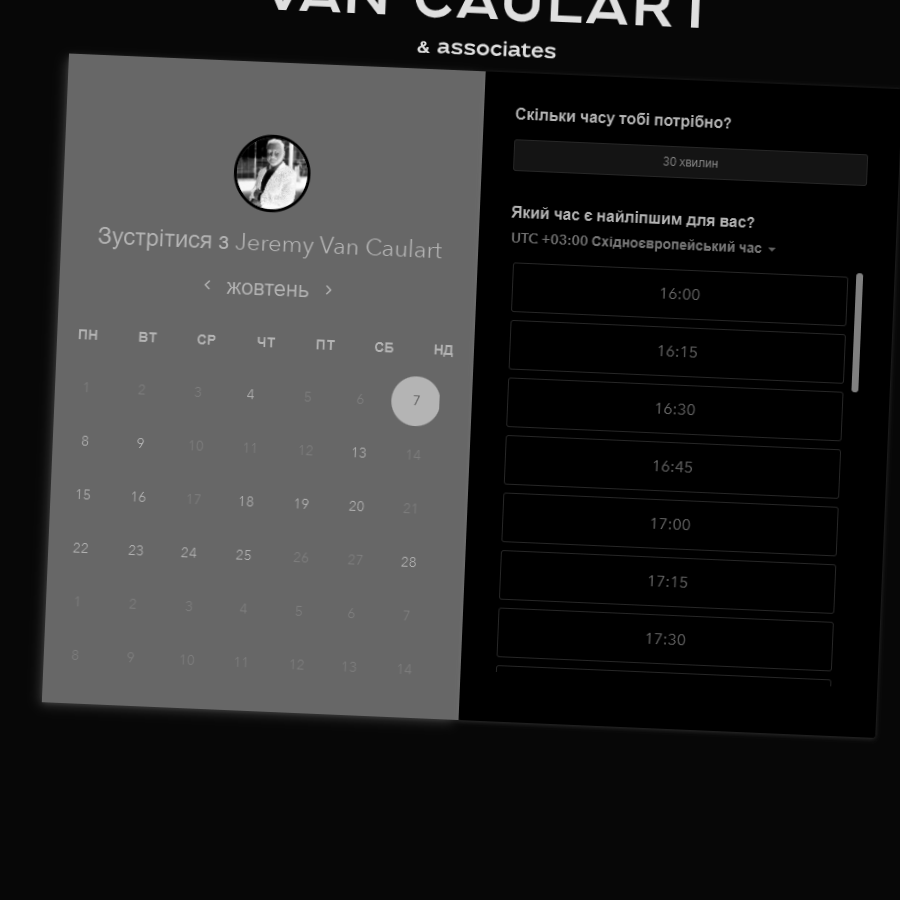 VAN CAULART
& associates
Зустрітися з Jeremy Van Caulart
жовтень
ПН ВТ СР ЧТ ПТ СБ НД
1 2 3 4 5 6 7
8 9 10 11 12 13 14
15 16 17 18 19 20 21
22 23 24 25 26 27 28
1 2 3 4 5 6 7
8 9 10 11 12 13 14
Скільки часу тобі потрібно?
30 хвилин
Який час є найліпшим для вас?
UTC +03:00 Східноєвропейський час
16:00
16:15
16:30
16:45
17:00
17:15
17:30